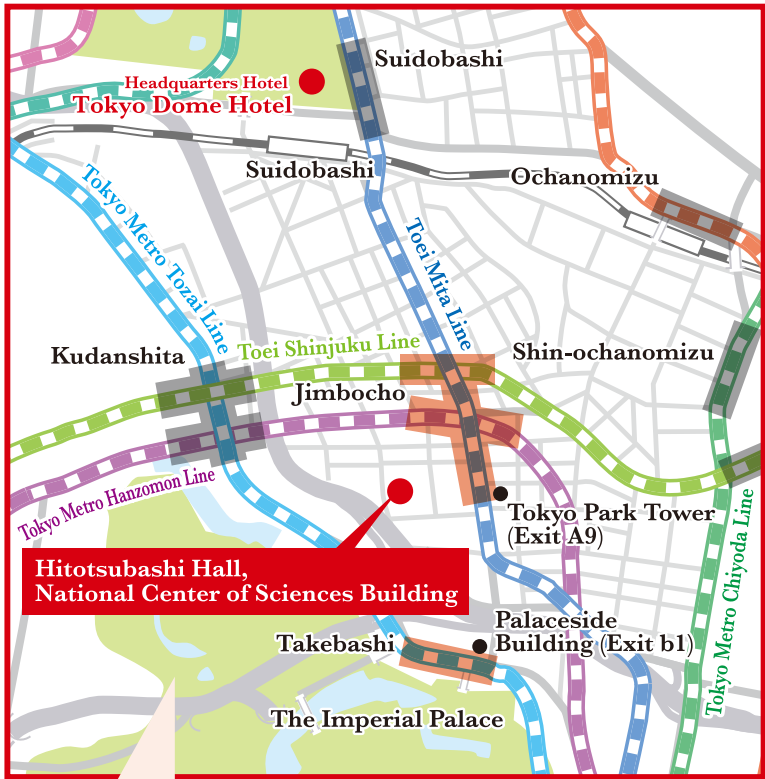 Suidobashi
Headquarters Hotel
Tokyo Dome Hotel
Suidobashi
Ochanomizu
Tokyo Metro Tozai Line
Toei Mita Line
Kudanshita
Toei Shinjuku Line
Shin-ochanomizu
Jimbocho
Tokyo Metro Hanzomon Line
Tokyo Park Tower
(Exit A9)
Hitotsubashi Hall,
National Center of Sciences Building
Tokyo Metro Chiyoda Line
Palaceside
Building (Exit b1)
Takebashi
The Imperial Palace